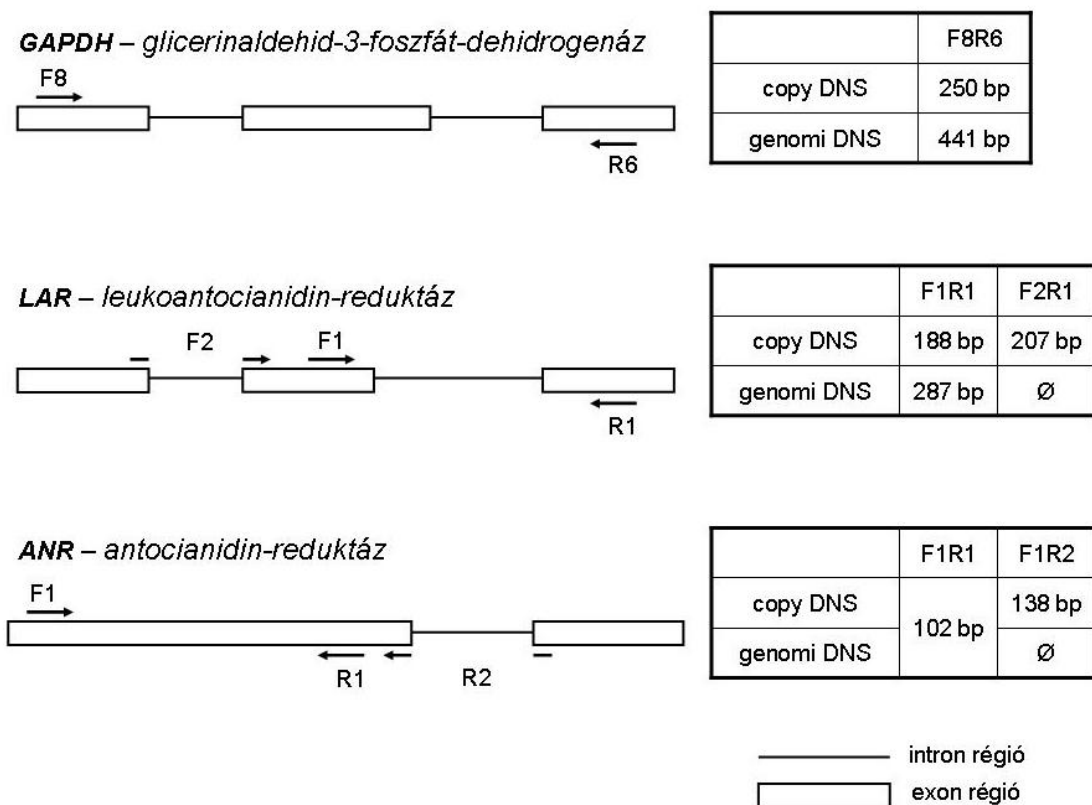 GAPDH – glicerinaldehid-3-foszfát-dehidrogenáz
F8
R6
F8R6
copy DNS 250 bp
genomi DNS 441 bp
LAR – leukoantocianidin-reduktáz
F2 F1
R1
F1R1 F2R1
copy DNS 188 bp 207 bp
genomi DNS 287 bp Ø
ANR – antocianidin-reduktáz
F1
R1 R2
F1R1 F1R2
copy DNS 102 bp 138 bp
genomi DNS Ø
intron régió
exon régió